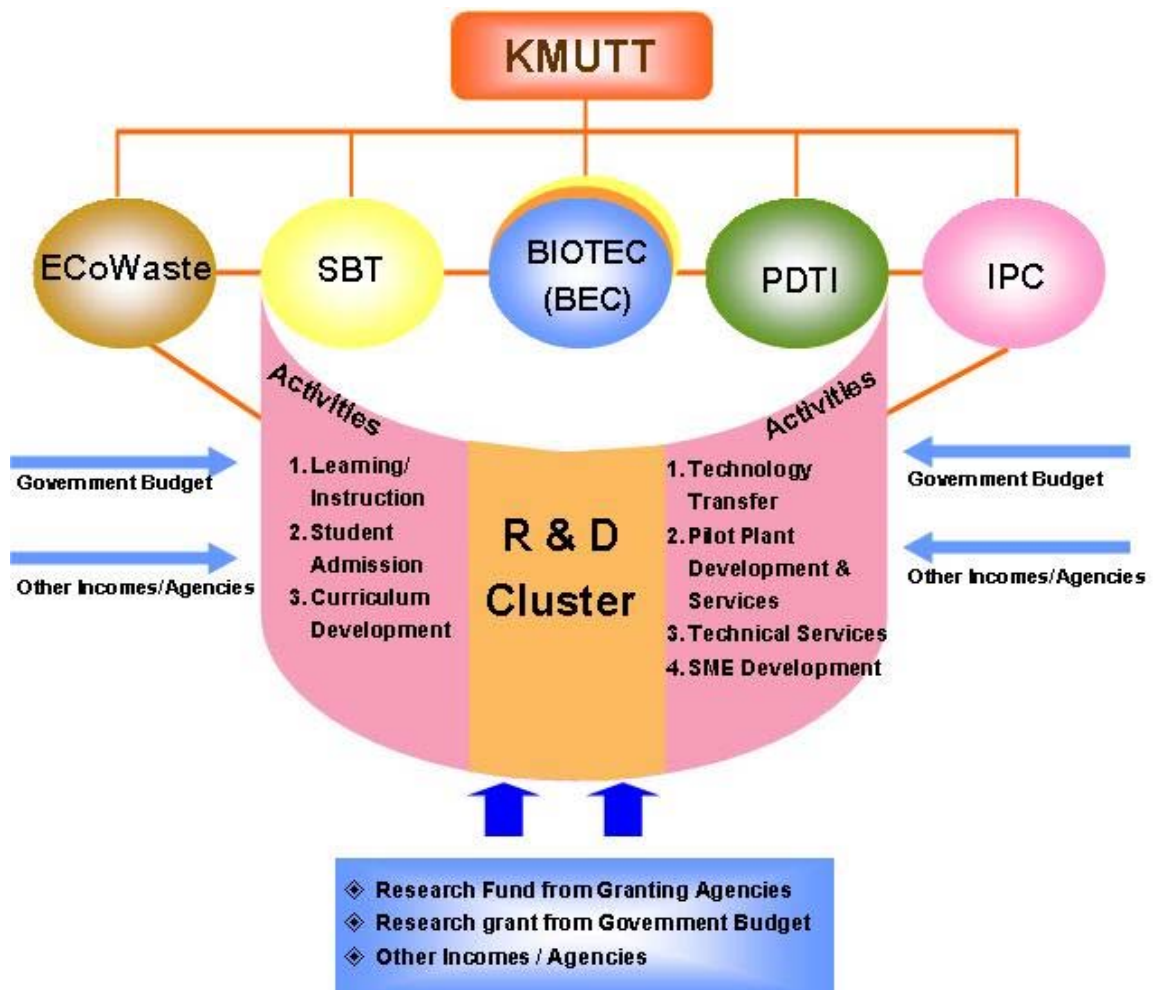 KMUTT
ECoWaste
SBT
BIOTEC
(BEC)
PDTI
IPC
Activities
1. Learning/
Instruction
2. Student
Admission
3. Curriculum
Development
R & D
Cluster
Activities
1. Technology
Transfer
2. Pilot Plant
Development &
Services
3. Technical Services
4. SME Development
Government Budget
Other Incomes/Agencies
Government Budget
Other Incomes/Agencies
Research Fund from Granting Agencies
Research grant from Government Budget
Other Incomes / Agencies